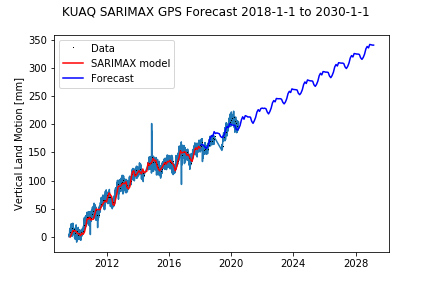 KUAQ SARIMAX GPS Forecast 2018-1-1 to 2030-1-1
Data
SARIMAX model
Forecast
Vertical Land Motion [mm]
350
300
250
200
150
100
50
0
2012 2016 2020 2024 2028